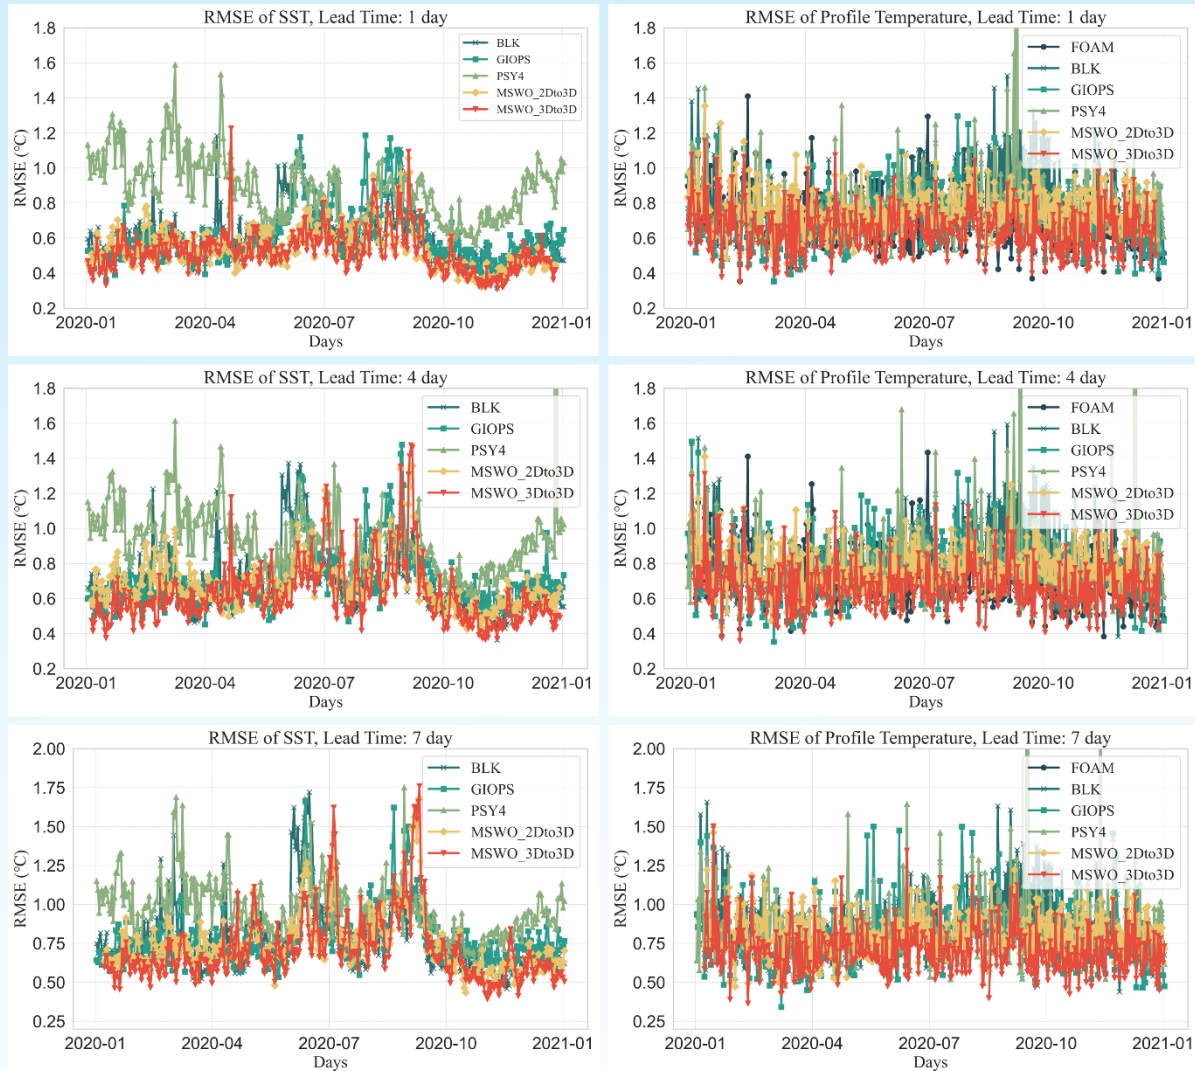 RMSE of SST, Lead Time: 1 day
RMSE (°C)
1.8
1.6
1.4
1.2
1.0
0.8
0.6
0.4
0.2
BLK
GIOPS
PSY4
MSWO_2Dto3D
MSWO_3Dto3D
2020-01
2020-04
2020-07
2020-10
2021-01
Days
RMSE of Profile Temperature, Lead Time: 1 day
RMSE (°C)
1.8
1.6
1.4
1.2
1.0
0.8
0.6
0.4
0.2
FOAM
BLK
GIOPS
PSY4
MSWO_2Dto3D
MSWO_3Dto3D
2020-01
2020-04
2020-07
2020-10
2021-01
Days
RMSE of SST, Lead Time: 4 day
RMSE (°C)
1.8
1.6
1.4
1.2
1.0
0.8
0.6
0.4
0.2
BLK
GIOPS
PSY4
MSWO_2Dto3D
MSWO_3Dto3D
2020-01
2020-04
2020-07
2020-10
2021-01
Days
RMSE of Profile Temperature, Lead Time: 4 day
RMSE (°C)
1.8
1.6
1.4
1.2
1.0
0.8
0.6
0.4
0.2
FOAM
BLK
GIOPS
PSY4
MSWO_2Dto3D
MSWO_3Dto3D
2020-01
2020-04
2020-07
2020-10
2021-01
Days
RMSE of SST, Lead Time: 7 day
RMSE (°C)
2.00
1.75
1.50
1.25
1.00
0.75
0.50
0.25
BLK
GIOPS
PSY4
MSWO_2Dto3D
MSWO_3Dto3D
2020-01
2020-04
2020-07
2020-10
2021-01
Days
RMSE of Profile Temperature, Lead Time: 7 day
RMSE (°C)
2.00
1.75
1.50
1.25
1.00
0.75
0.50
0.25
FOAM
BLK
GIOPS
PSY4
MSWO_2Dto3D
MSWO_3Dto3D
2020-01
2020-04
2020-07
2020-10
2021-01
Days